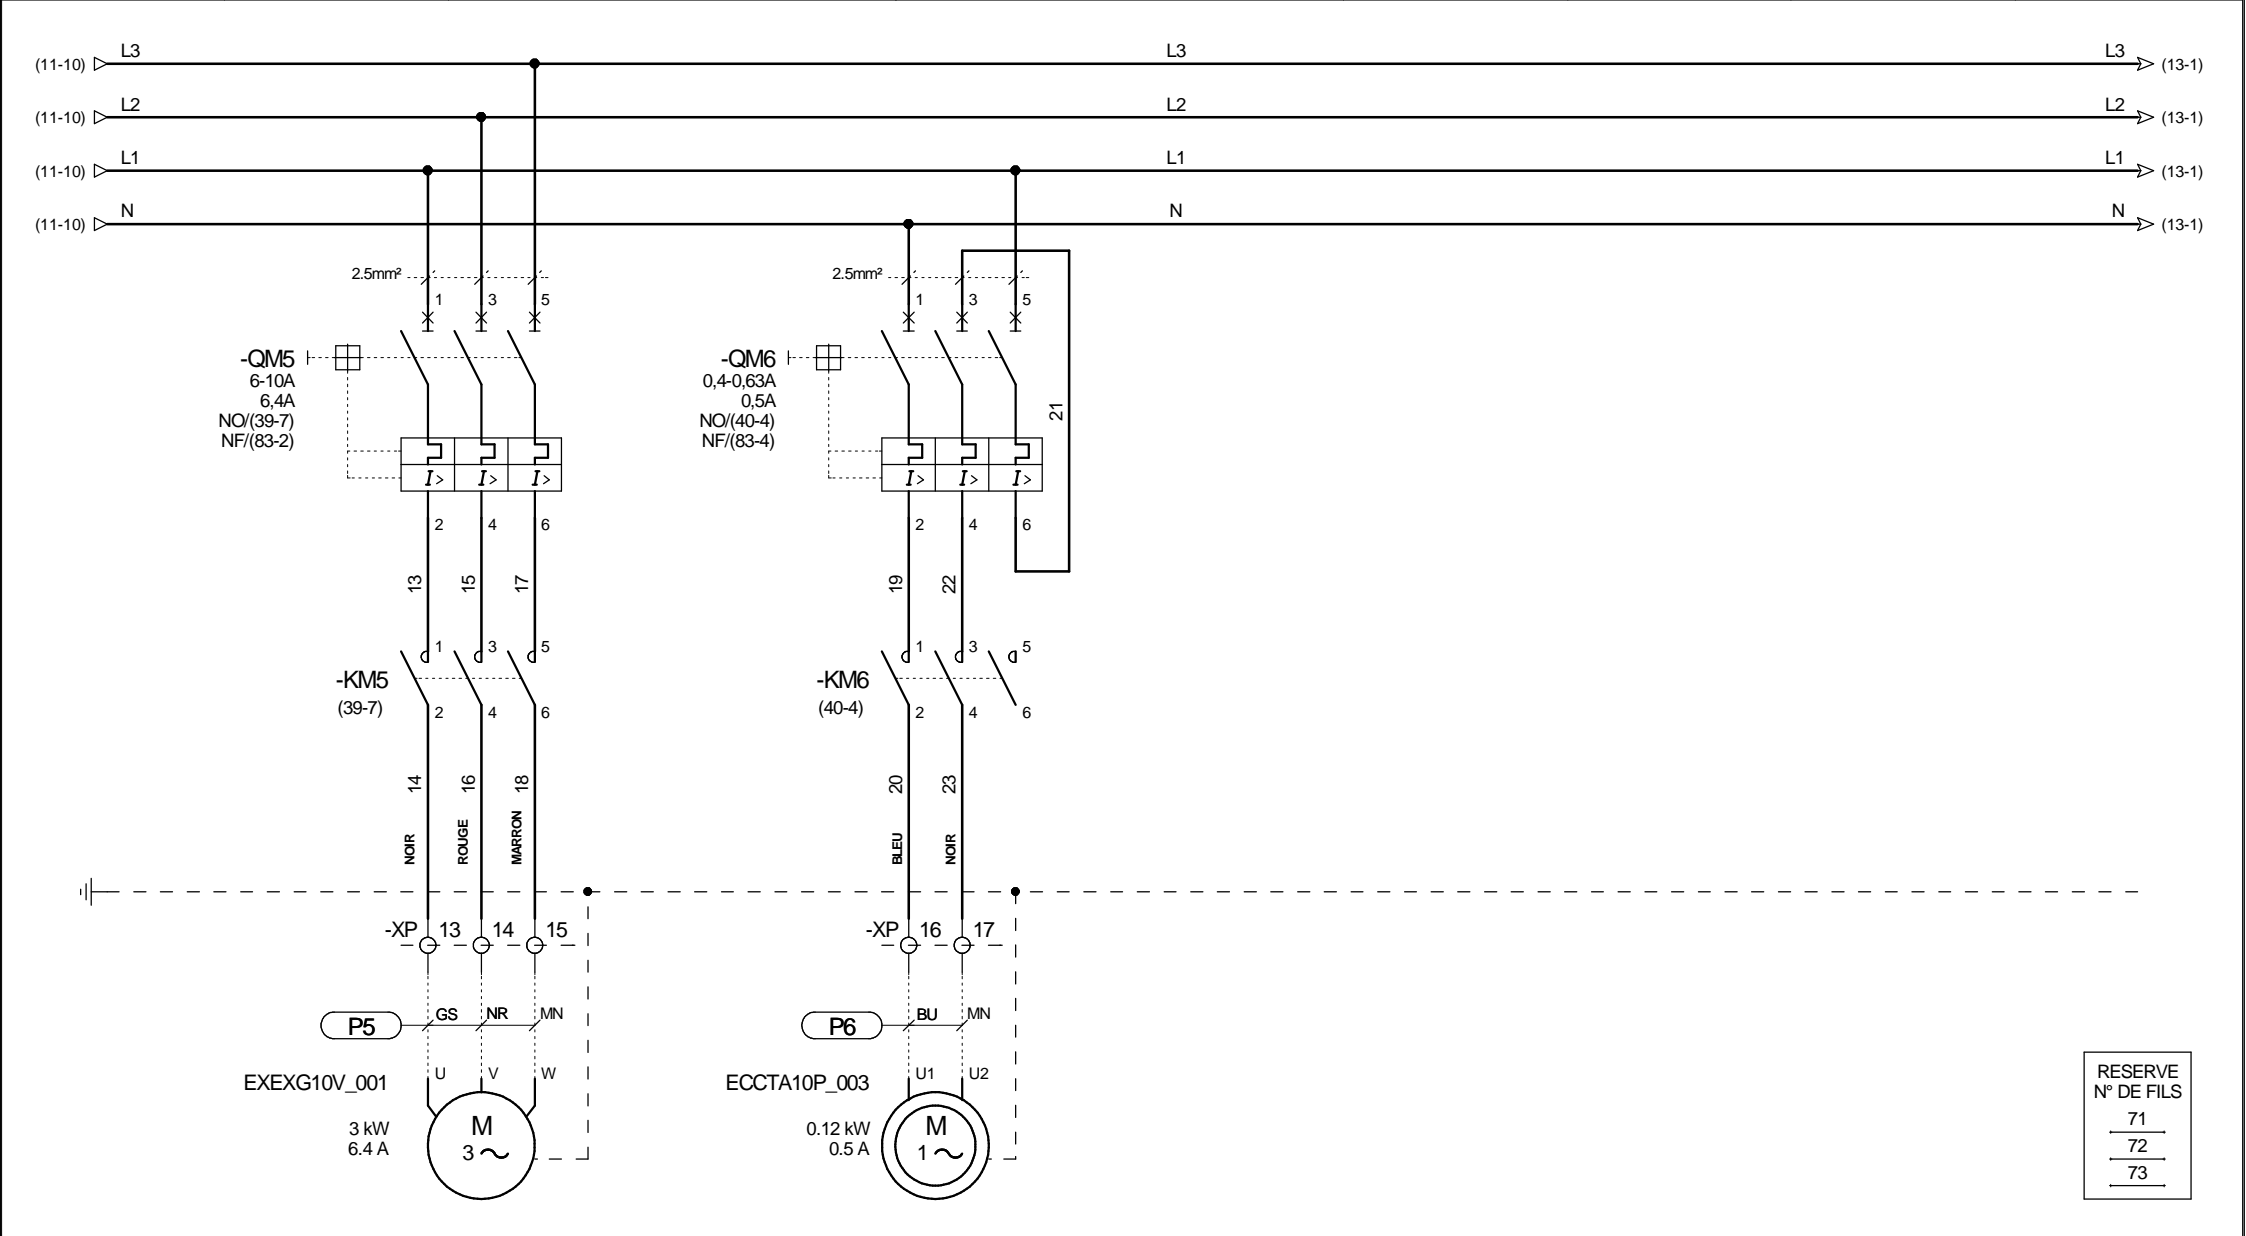 L3 L3 L3
(11-10) (13-1)
L2 L2 L2
(11-10) (13-1)
L1 L1 L1
(11-10) (13-1)
N N N
(11-10) (13-1)
2.5mm²
1 3 5
-QM5
6-10A
6,4A
NO/(39-7)
NF/(83-2)
I> I> I>
2 4 6
13 15 17
1 3 5
-KM5
(39-7)
2 4 6
14 16 18
NOIR ROUGE MARRON
-XP 13 14 15
P5 GS NR MN
U V W
EXEXG10V_001
3 kW
6.4 A
M
3
2.5mm²
1 3 5
-QM6
0,4-0,63A
0,5A
NO/(40-4)
NF/(83-4)
21
I> I> I>
2 4 6
19 22
1 3 5
-KM6
(40-4)
2 4 6
20 23
BLEU NOIR
-XP 16 17
P6 BU MN
U1 U2
ECCTA10P_003
0.12 kW
0.5 A
M
1
RESERVE
N° DE FILS
71
72
73